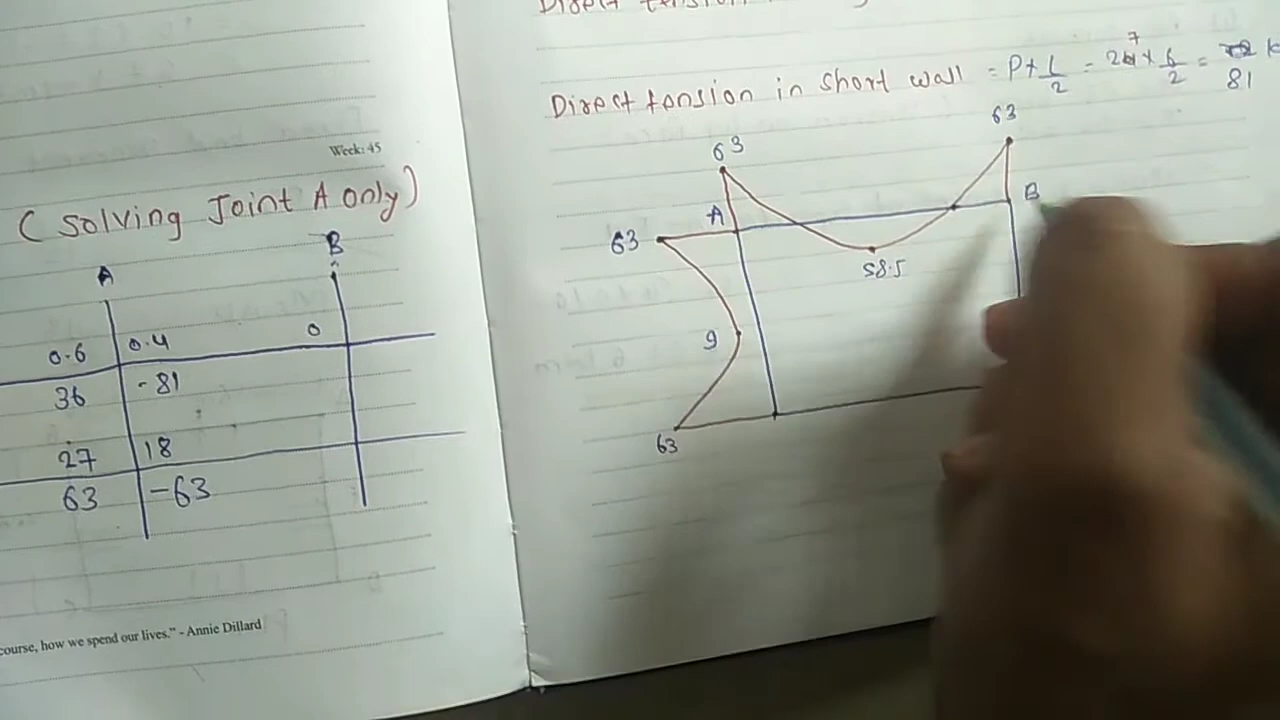 Week: 45
(Solving Joint A only)
A B
0.6 0.4 0
36 -81
27 18
63 -63
course, how we spend our lives.” - Annie Dillard
Direct tension
Direct tension in short wall = P * L/2 = 27 * 6/2 = 81 k
63 63
A B
63
58.5
9
63